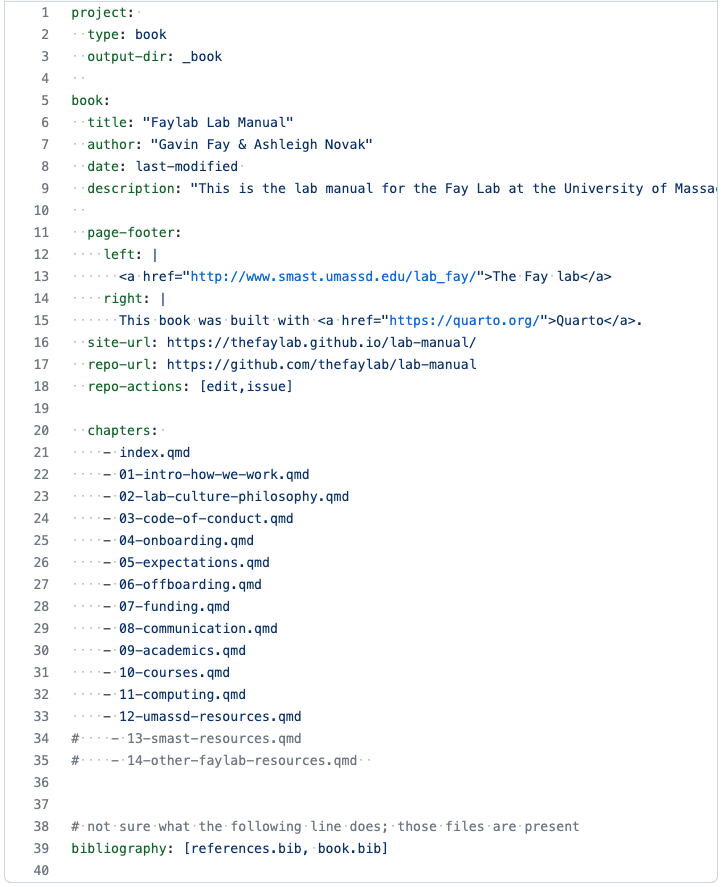 1 project:
2   type: book
3   output-dir: _book
4
5 book:
6   title: "Faylab Lab Manual"
7   author: "Gavin Fay & Ashleigh Novak"
8   date: last-modified
9   description: "This is the lab manual for the Fay Lab at the University of Massa
10
11   page-footer:
12     left: |
13       <a href="http://www.smast.umassd.edu/lab_fay/">The Fay lab</a>
14     right: |
15       This book was built with <a href="https://quarto.org/">Quarto</a>.
16   site-url: https://thefaylab.github.io/lab-manual/
17   repo-url: https://github.com/thefaylab/lab-manual
18   repo-actions: [edit,issue]
19
20   chapters:
21     - index.qmd
22     - 01-intro-how-we-work.qmd
23     - 02-lab-culture-philosophy.qmd
24     - 03-code-of-conduct.qmd
25     - 04-onboarding.qmd
26     - 05-expectations.qmd
27     - 06-offboarding.qmd
28     - 07-funding.qmd
29     - 08-communication.qmd
30     - 09-academics.qmd
31     - 10-courses.qmd
32     - 11-computing.qmd
33     - 12-umassd-resources.qmd
34 #    - 13-smast-resources.qmd
35 #    - 14-other-faylab-resources.qmd
36
37
38 # not sure what the following line does; those files are present
39 bibliography: [references.bib, book.bib]
40